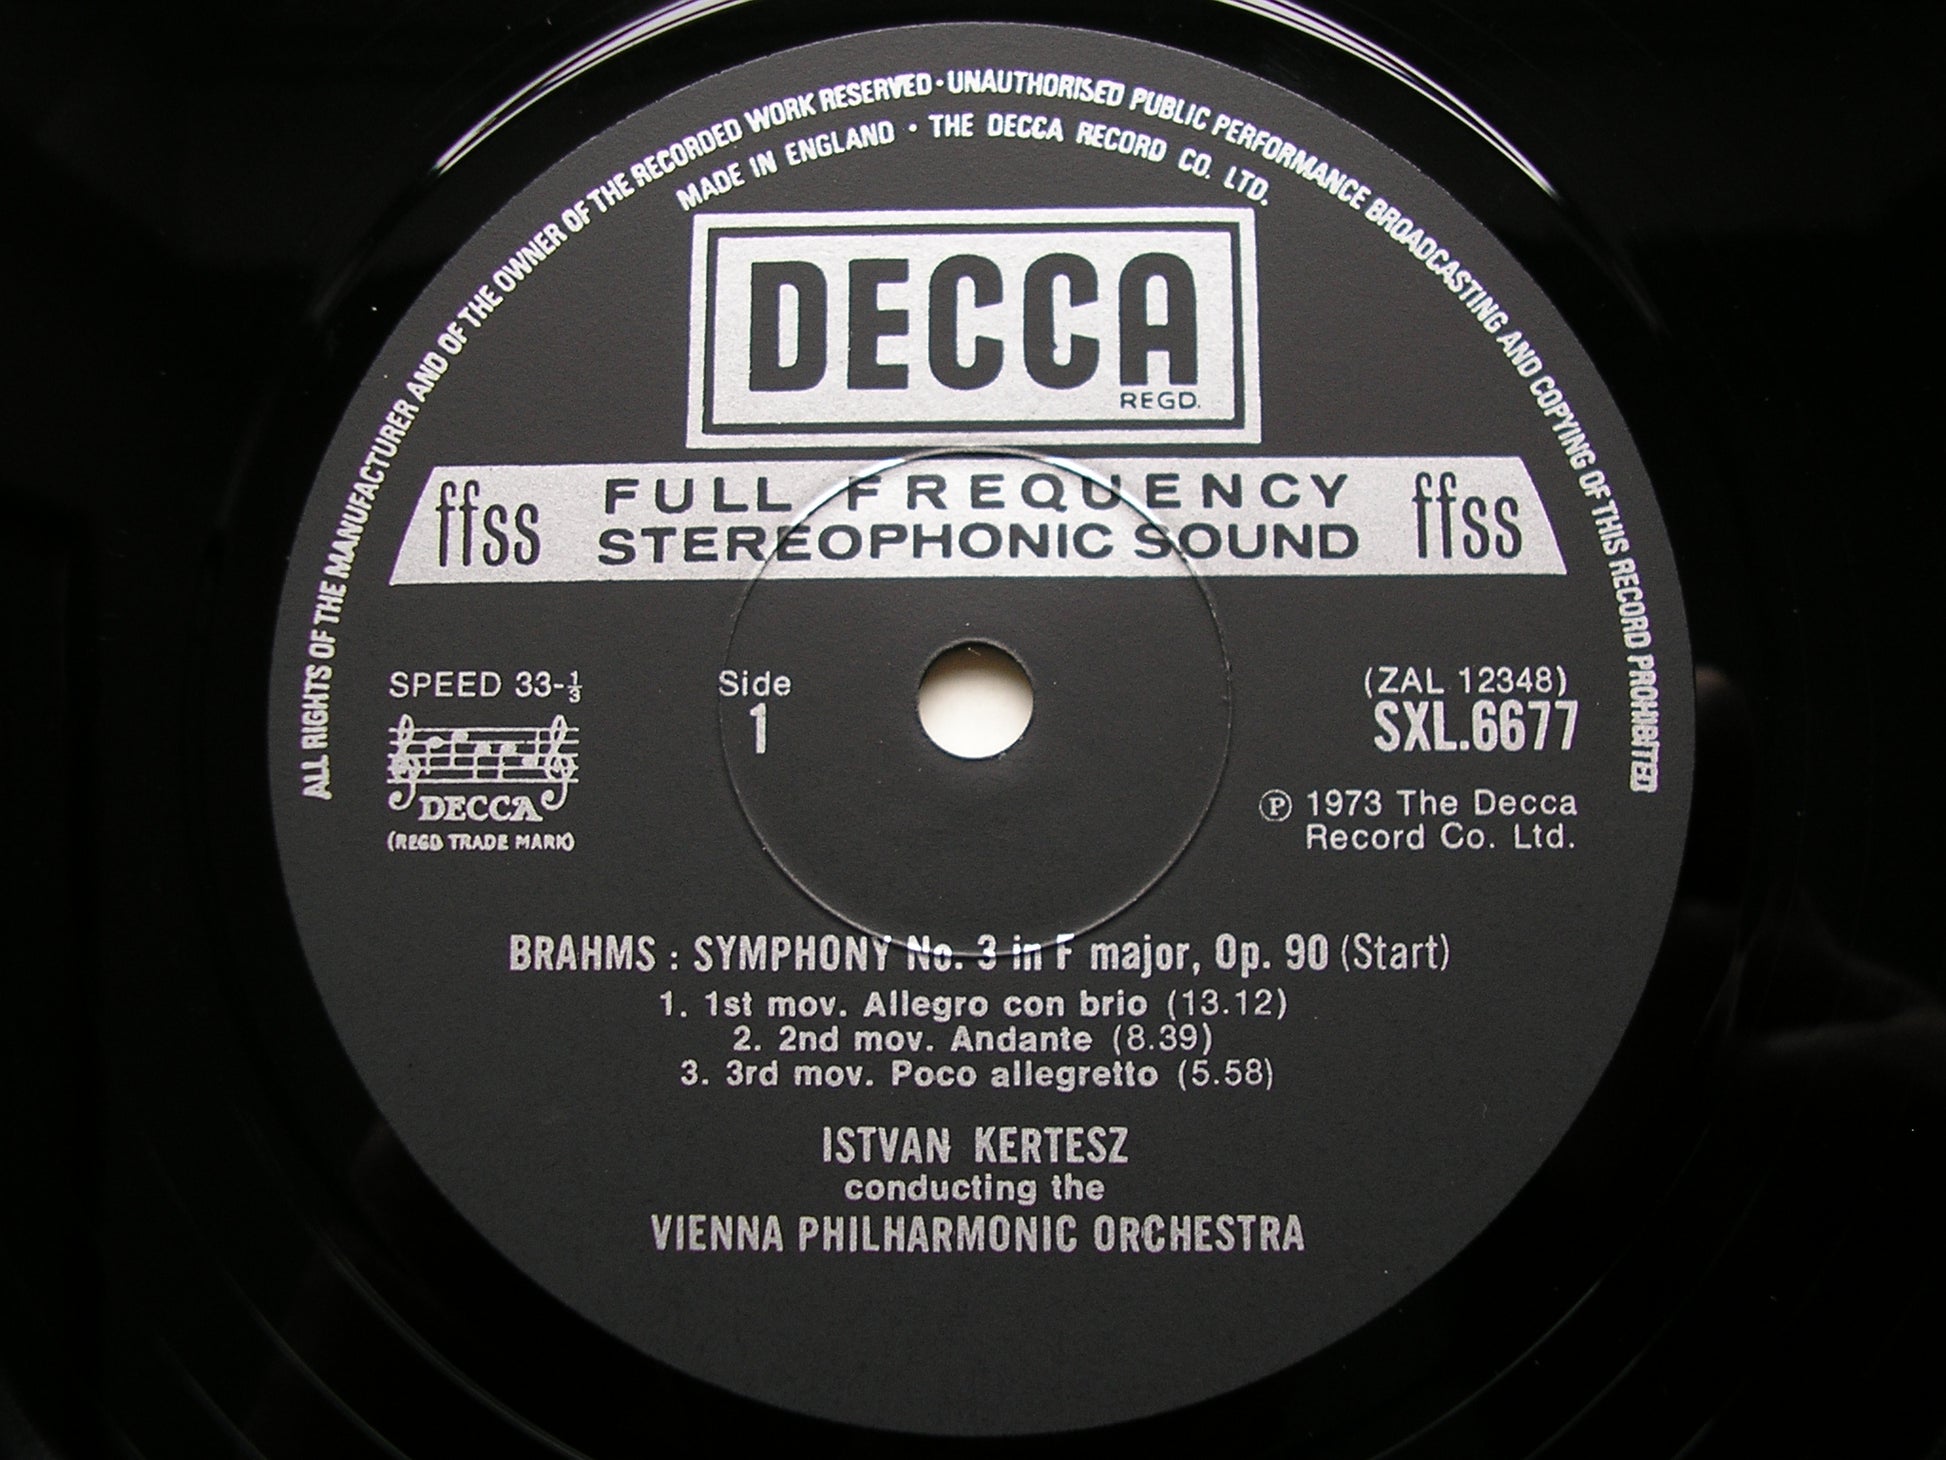 ALL RIGHTS OF THE MANUFACTURER AND OF THE OWNER OF THE RECORDED WORK RESERVED · UNAUTHORISED PUBLIC PERFORMANCE BROADCASTING AND COPYING OF THIS RECORD PROHIBITED
MADE IN ENGLAND · THE DECCA RECORD CO. LTD.
DECCA
REGD.
ffss FULL FREQUENCY STEREOPHONIC SOUND ffss
SPEED 33-⅓
DECCA
(REGD TRADE MARK)
Side
1
(ZAL 12348)
SXL.6677
℗ 1973 The Decca
Record Co. Ltd.
BRAHMS : SYMPHONY No. 3 in F major, Op. 90 (Start)
1. 1st mov. Allegro con brio (13.12)
2. 2nd mov. Andante (8.39)
3. 3rd mov. Poco allegretto (5.58)
ISTVAN KERTESZ
conducting the
VIENNA PHILHARMONIC ORCHESTRA